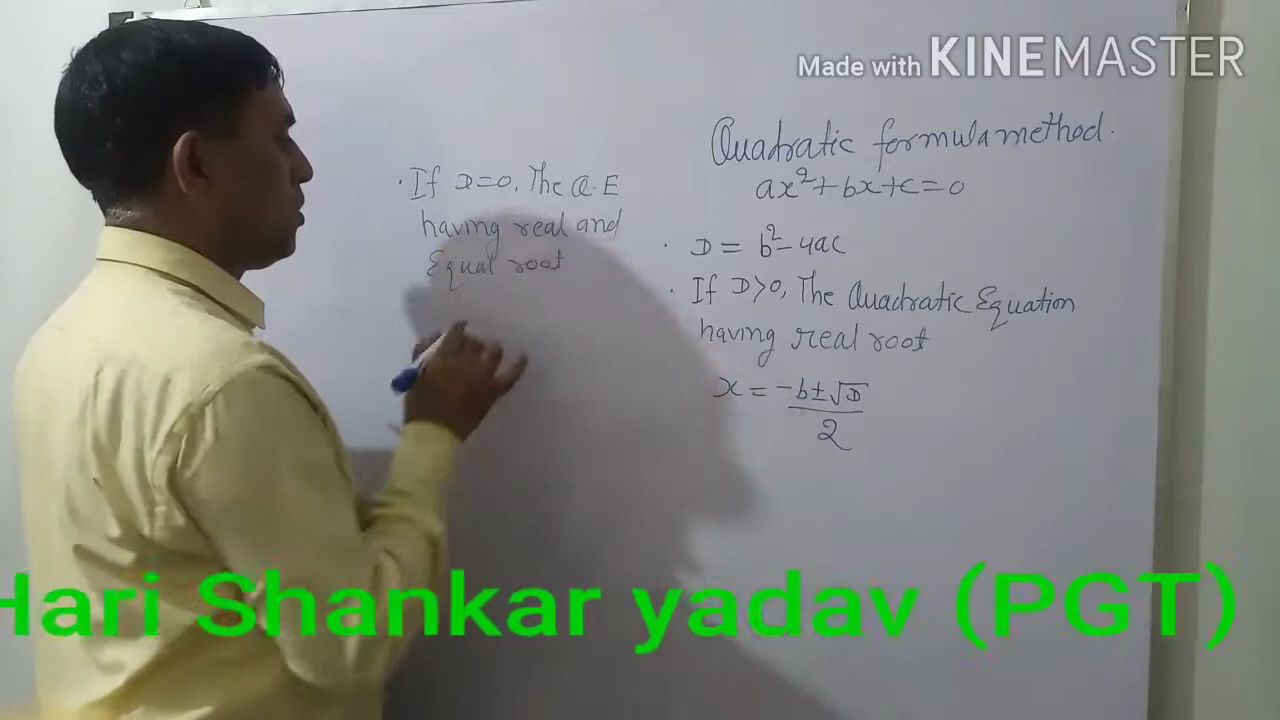 Made with KINEMASTER
Quadratic formula method.
ax²+bx+c=0
· D = b²-4ac
· If D>0, The Quadratic Equation
having real root
x = -b±√D
2
· If D=0, The Q.E
having real and
Equal root
Hari Shankar yadav (PGT)